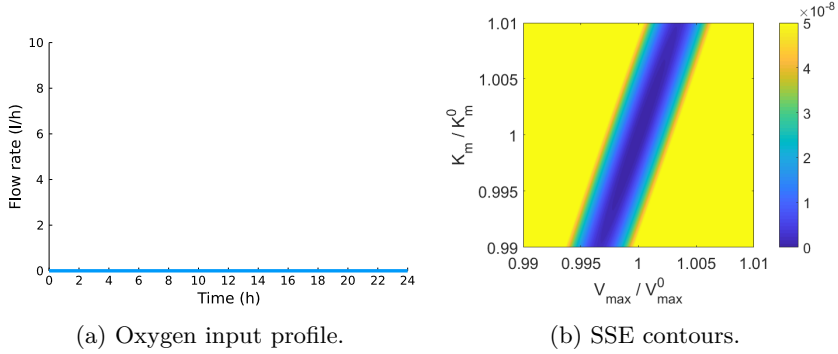 10
8
6
4
2
0
Flow rate (l/h)
0 2 4 6 8 10 12 14 16 18 20 22 24
Time (h)
(a) Oxygen input profile.
×10⁻⁸
1.01
1.005
1
0.995
0.99
K_m / K_m^0
0.99 0.995 1 1.005 1.01
V_max / V_max^0
5
4
3
2
1
0
(b) SSE contours.